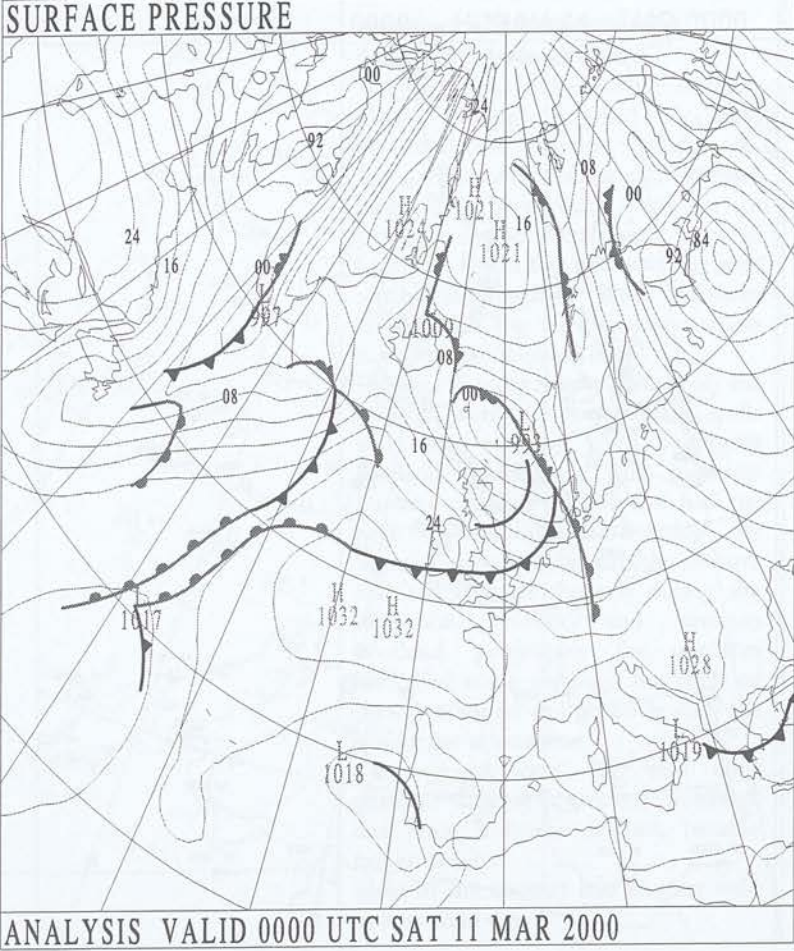 SURFACE PRESSURE
100
24
92
08
H
1021
H
1024
00
16
H
1021
24
84
92
16
00
L
997
1009
08
08
00
L
993
16
24
H
1032
H
1032
1017
H
1028
L
1018
L
1019
ANALYSIS VALID 0000 UTC SAT 11 MAR 2000